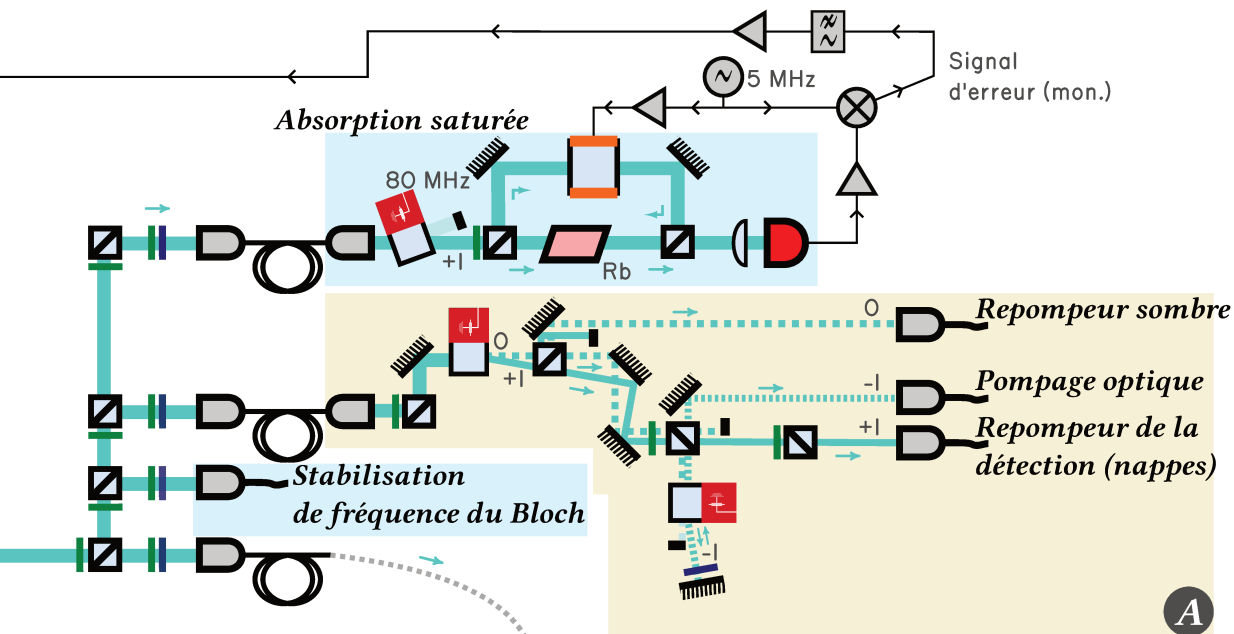 5 MHz
Signal
d'erreur (mon.)
Absorption saturée
80 MHz
+1
Rb
0
Repompeur sombre
0
+1
-1
Pompage optique
+1
Repompeur de la
détection (nappes)
Stabilisation
de fréquence du Bloch
-1
A